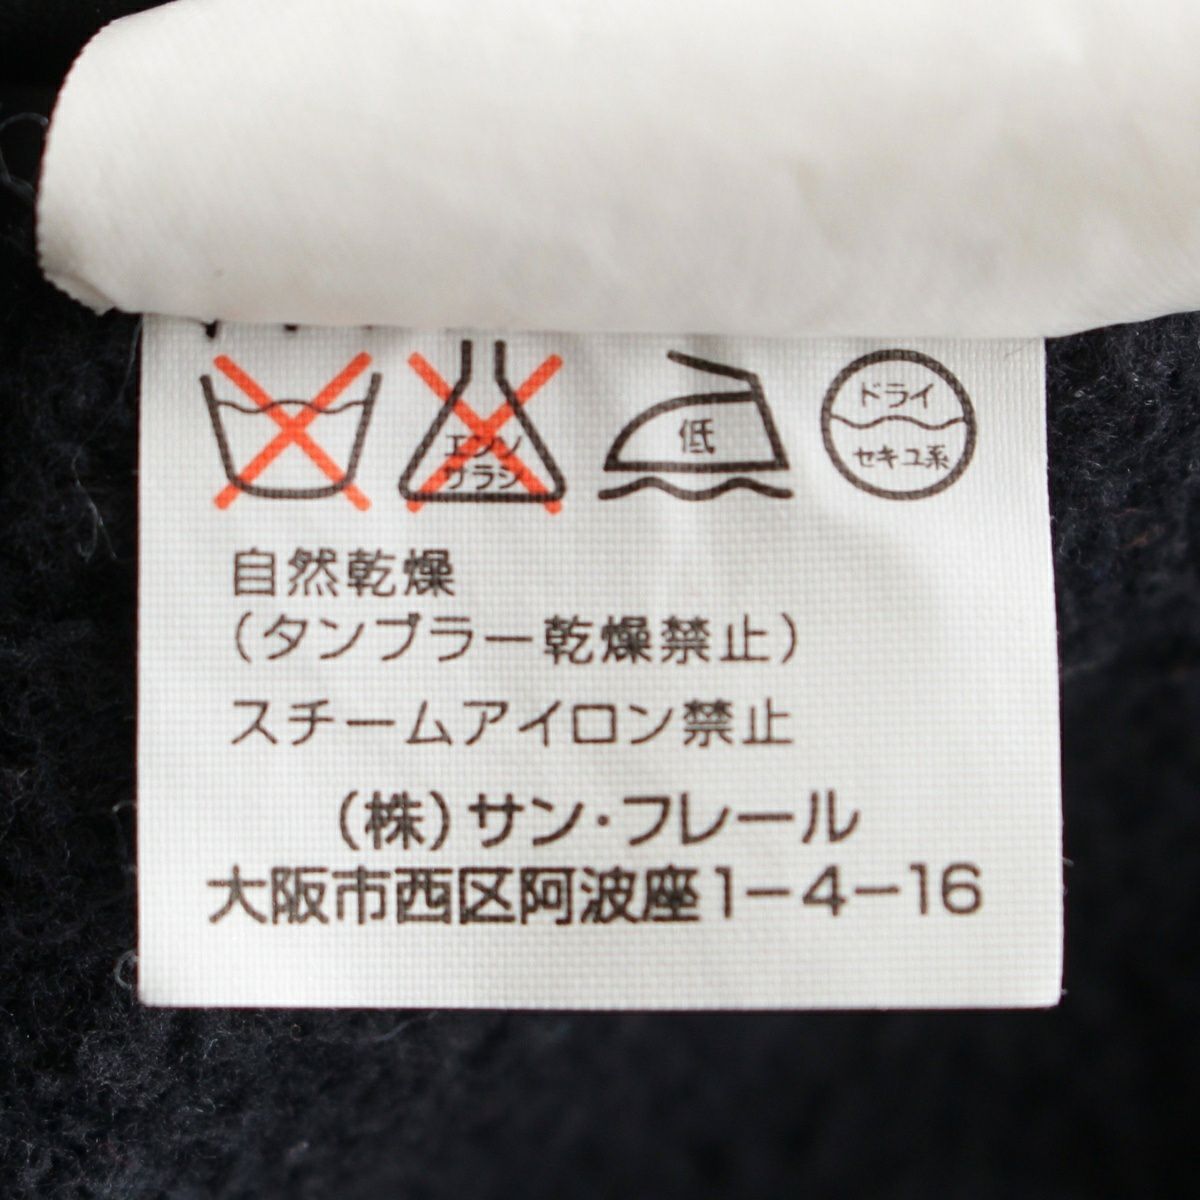 エンソ
サラシ
低
ドライ
セキユ系
自然乾燥
(タンブラー乾燥禁止)
スチームアイロン禁止
(株)サン・フレール
大阪市西区阿波座1-4-16